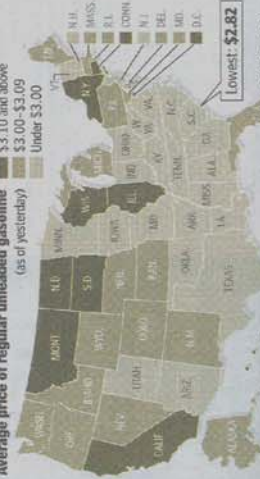 Average price of regular unleaded gasoline
(as of yesterday)
$3.10 and above
$3.00–$3.09
Under $3.00
WASH.
ORE.
CALIF.
NEV.
IDAHO
MONT.
WYO.
UTAH
ARIZ.
COLO.
N.M.
N.D.
S.D.
NEB.
KAN.
OKLA.
TEXAS
MINN.
IOWA
MO.
ARK.
LA.
WIS.
ILL.
MICH.
IND.
OHIO
KY.
TENN.
MISS.
ALA.
GA.
S.C.
N.C.
VA.
W. VA.
PA.
N.Y.
VT.
N.H.
MASS.
R.I.
CONN.
N.J.
DEL.
MD.
D.C.
ALASKA
Lowest: $2.82